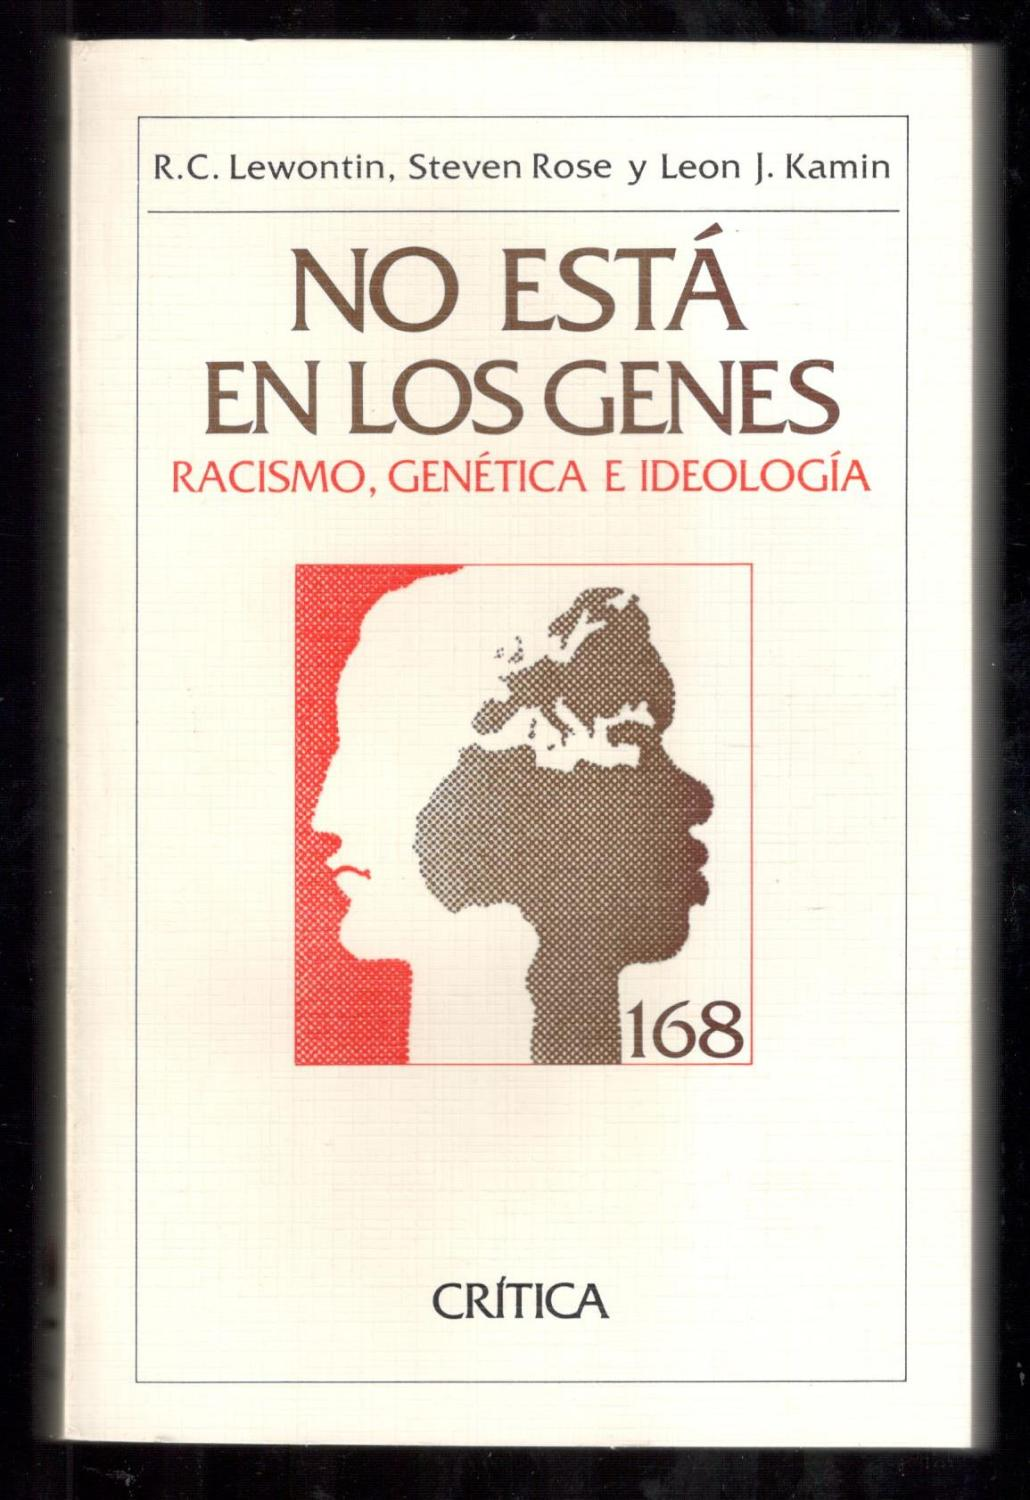 R.C. Lewontin, Steven Rose y Leon J. Kamin
NO ESTÁ
EN LOS GENES
RACISMO, GENÉTICA E IDEOLOGÍA
168
CRÍTICA